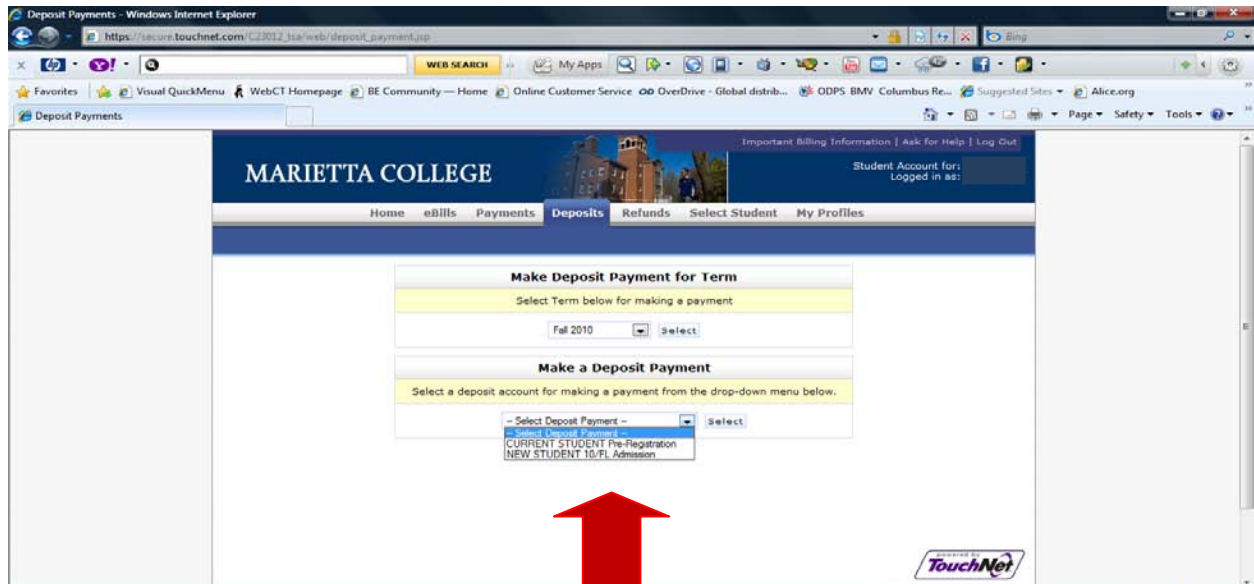 Deposit Payments - Windows Internet Explorer
https://secure.touchnet.com/C23012_tsa/web/deposit_payment.jsp
Bing
WEB SEARCH
My Apps
Favorites Visual QuickMenu WebCT Homepage BE Community — Home Online Customer Service OverDrive - Global distrib... ODPS BMV Columbus Re... Suggested Sites Alice.org
Deposit Payments
Page Safety Tools
Important Billing Information | Ask for Help | Log Out
MARIETTA COLLEGE
Student Account for:
Logged in as:
Home eBills Payments Deposits Refunds Select Student My Profiles
Make Deposit Payment for Term
Select Term below for making a payment
Fall 2010 Select
Make a Deposit Payment
Select a deposit account for making a payment from the drop-down menu below.
-- Select Deposit Payment -- Select
-- Select Deposit Payment --
CURRENT STUDENT Pre-Registration
NEW STUDENT 10/FL Admission
powered by
TouchNet